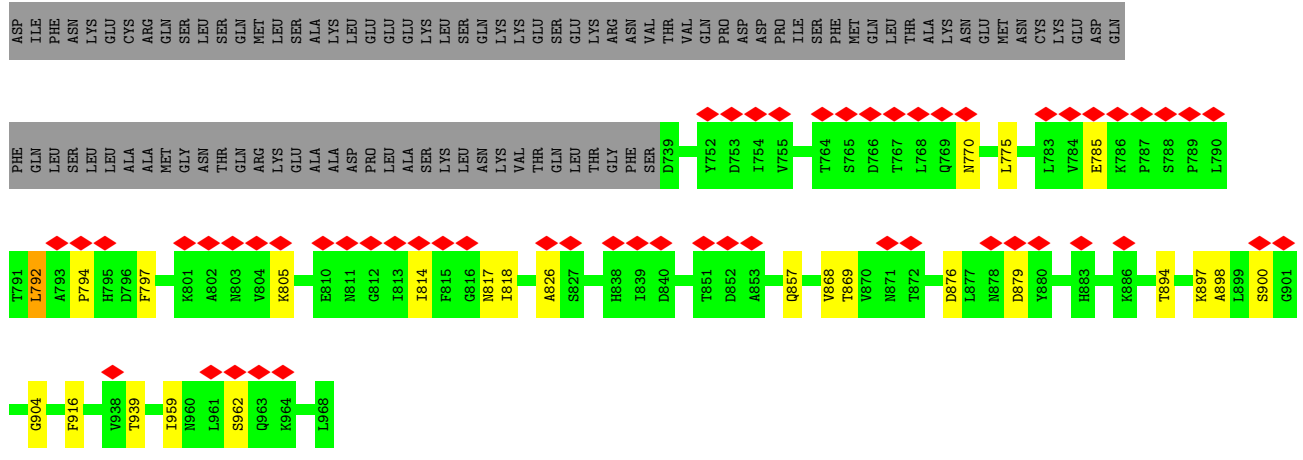 ASP ILE PHE ASN LYS GLU CYS ARG GLN SER LEU SER GLN MET LEU SER ALA LYS LEU GLU GLU GLU LYS LEU SER GLN LYS LYS GLU SER GLU LYS ARG ASN VAL THR VAL GLN PRO ASP ASP PRO ILE SER PHE MET GLN LEU THR ALA LYS ASN GLU MET ASN CYS LYS GLU ASP GLN
PHE GLN LEU SER LEU LEU ALA ALA MET GLY ASN THR GLN ARG LYS GLU ALA ALA ASP PRO LEU ALA SER LYS LEU ASN LYS VAL THR GLN LEU THR GLY PHE SER D739 Y752 D753 I754 V755 T764 S765 D766 T767 L768 Q769 N770 L775 L783 V784 E785 K786 P787 S788 P789 L790
T791 L792 A793 P794 H795 D796 F797 K801 A802 N803 V804 K805 E810 N811 G812 I813 I814 F815 G816 N817 I818 A826 S827 H838 I839 D840 T851 D852 A853 Q857 V868 T869 V870 N871 T872 D876 L877 N878 D879 Y880 H883 K886 T894 K897 A898 L899 S900 G901
G904 F916 V938 T939 I959 N960 L961 S962 Q963 K964 L968